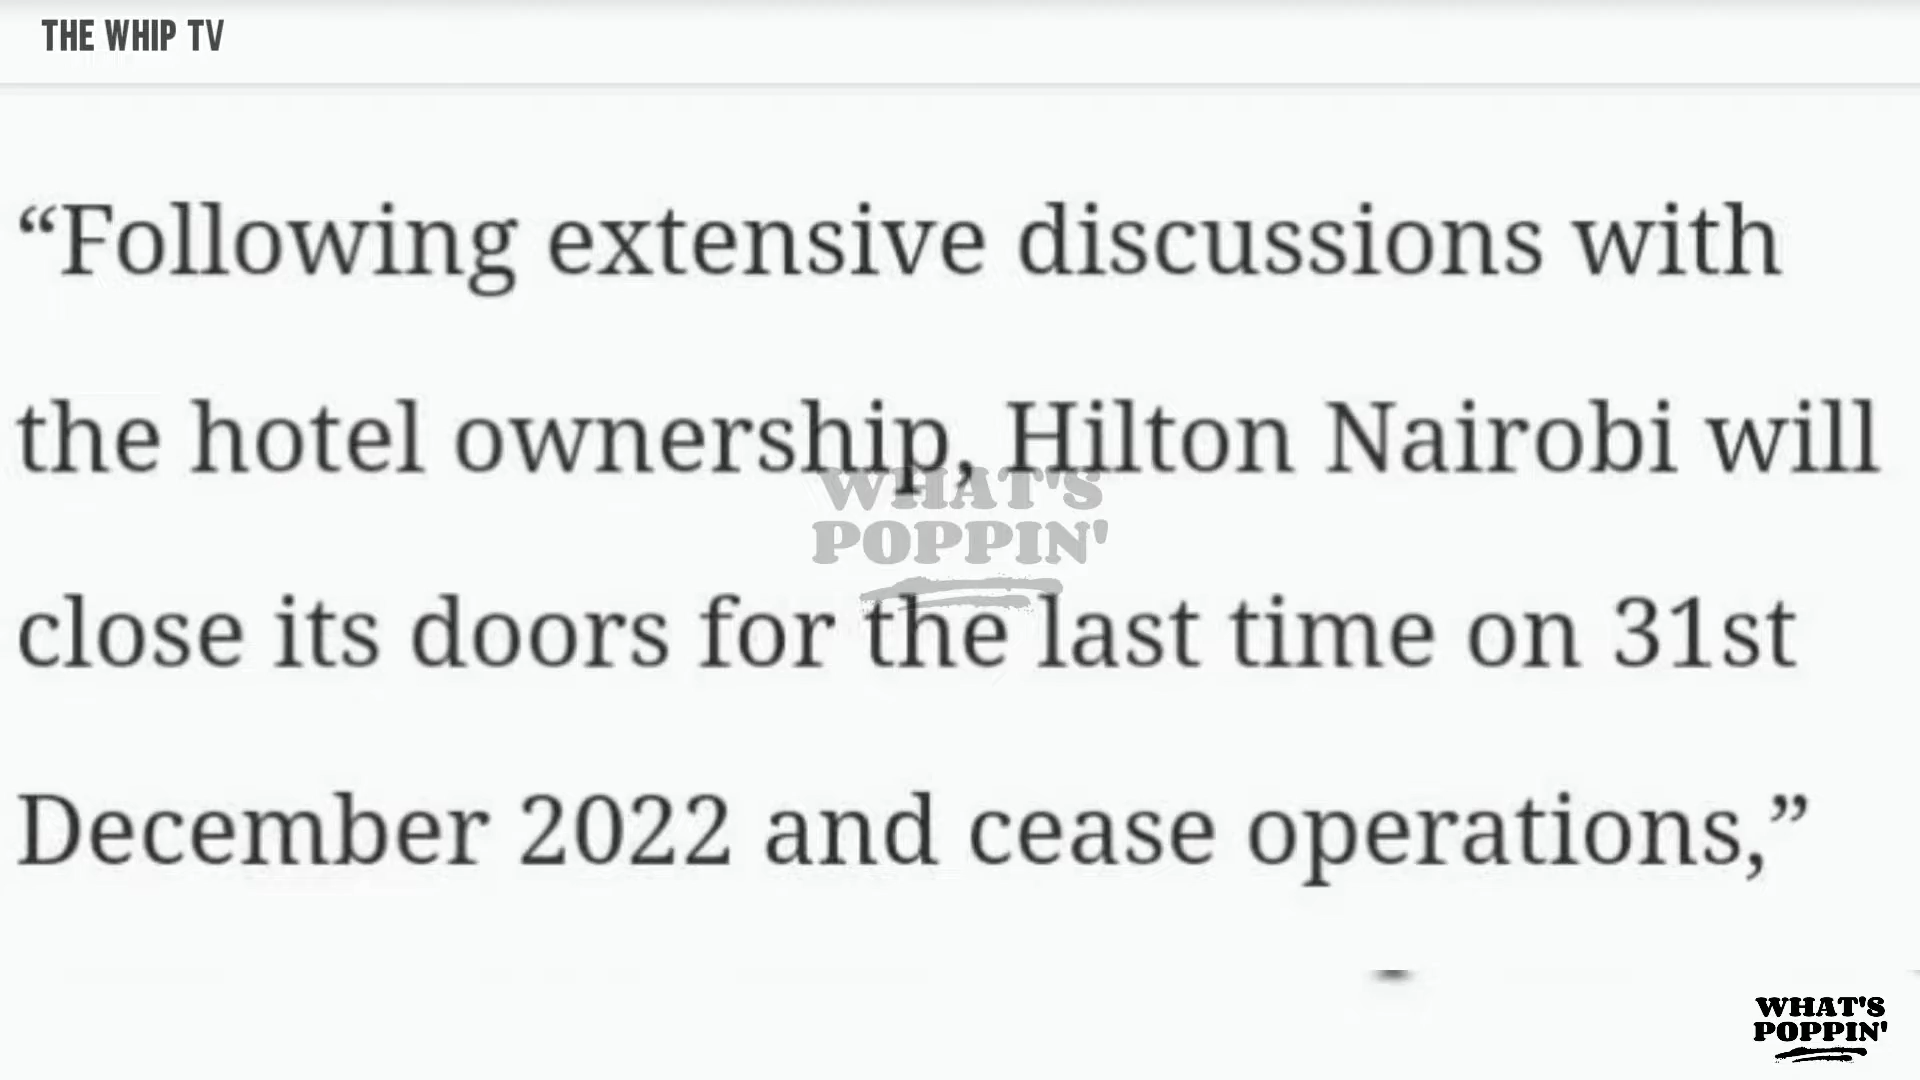 THE WHIP TV
“Following extensive discussions with
the hotel ownership, Hilton Nairobi will
WHAT'S
POPPIN'
close its doors for the last time on 31st
December 2022 and cease operations,”
WHAT'S
POPPIN'